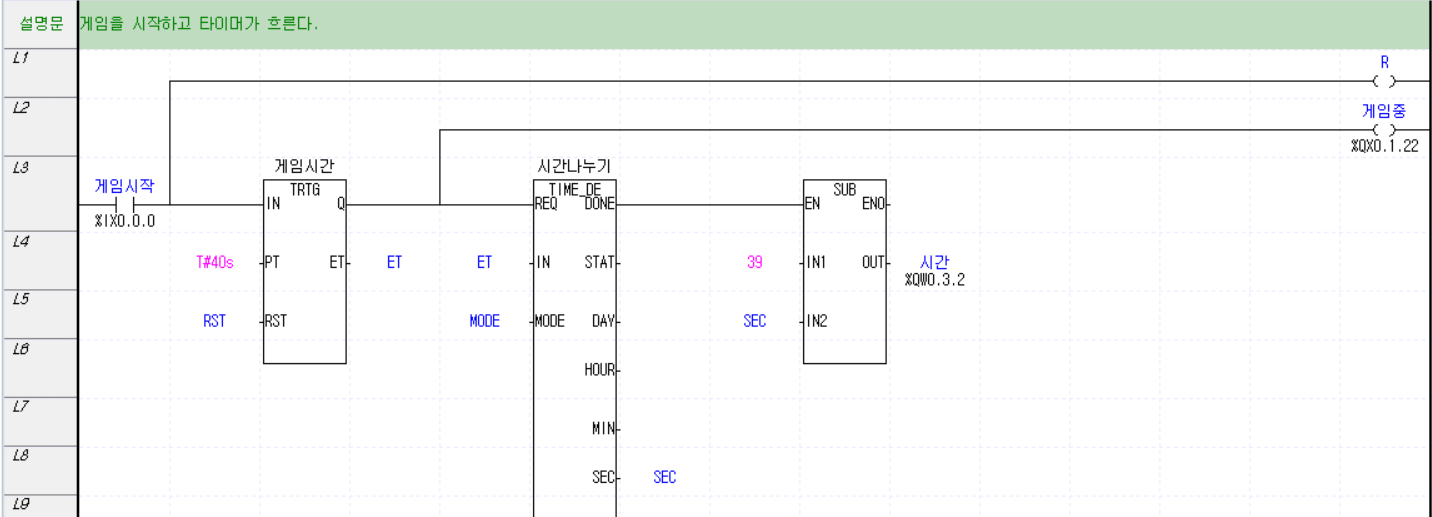 설명문 게임을 시작하고 타이머가 흐른다.
L1
R
L2
게임중
%QX0.1.22
L3
게임시간 시간나누기
게임시작 TRTG TIME_DE SUB
IN Q REQ DONE EN ENO
%IX0.0.0
L4
T#40s PT ET ET ET IN STAT 39 IN1 OUT 시간
%QW0.3.2
L5
RST RST MODE MODE DAY SEC IN2
L6
HOUR
L7
MIN
L8
SEC SEC
L9